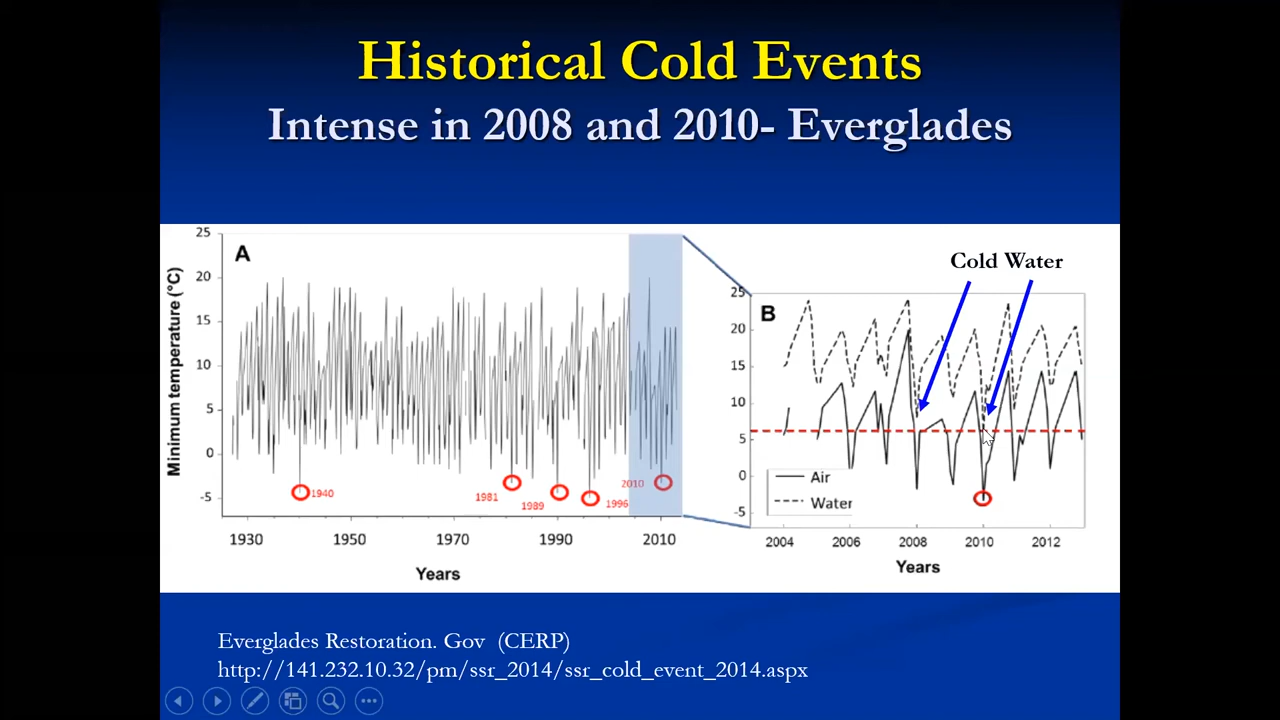 Historical Cold Events
Intense in 2008 and 2010- Everglades
A
Minimum temperature (°C)
25
20
15
10
5
0
-5
1940
1981
1989
1996
2010
1930
1950
1970
1990
2010
Years
Cold Water
B
25
20
15
10
5
0
-5
Air
Water
2004
2006
2008
2010
2012
Years
Everglades Restoration. Gov (CERP)
http://141.232.10.32/pm/ssr_2014/ssr_cold_event_2014.aspx